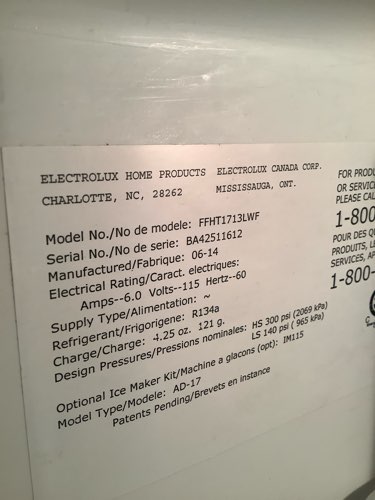 ELECTROLUX HOME PRODUCTS ELECTROLUX CANADA CORP.
CHARLOTTE, NC, 28262 MISSISSAUGA, ONT.
FOR PRODU
OR SERVIC
PLEASE CAL
1-800
POUR DES Q
PRODUITS, L
SERVICES, AP
1-800-
Model No./No de modele: FFHT1713LWF
Serial No./No de serie: BA42511612
Manufactured/Fabrique: 06-14
Electrical Rating/Caract. electriques:
Amps--6.0 Volts--115 Hertz--60
Supply Type/Alimentation: ~
Refrigerant/Frigorigene: R134a
Charge/Charge: 4.25 oz. 121 g.
Design Pressures/Pressions nominales: HS 300 psi (2069 kPa)
LS 140 psi ( 965 kPa)
Optional Ice Maker Kit/Machine a glacons (opt): IM115
Model Type/Modele: AD-17
Patents Pending/Brevets en instance